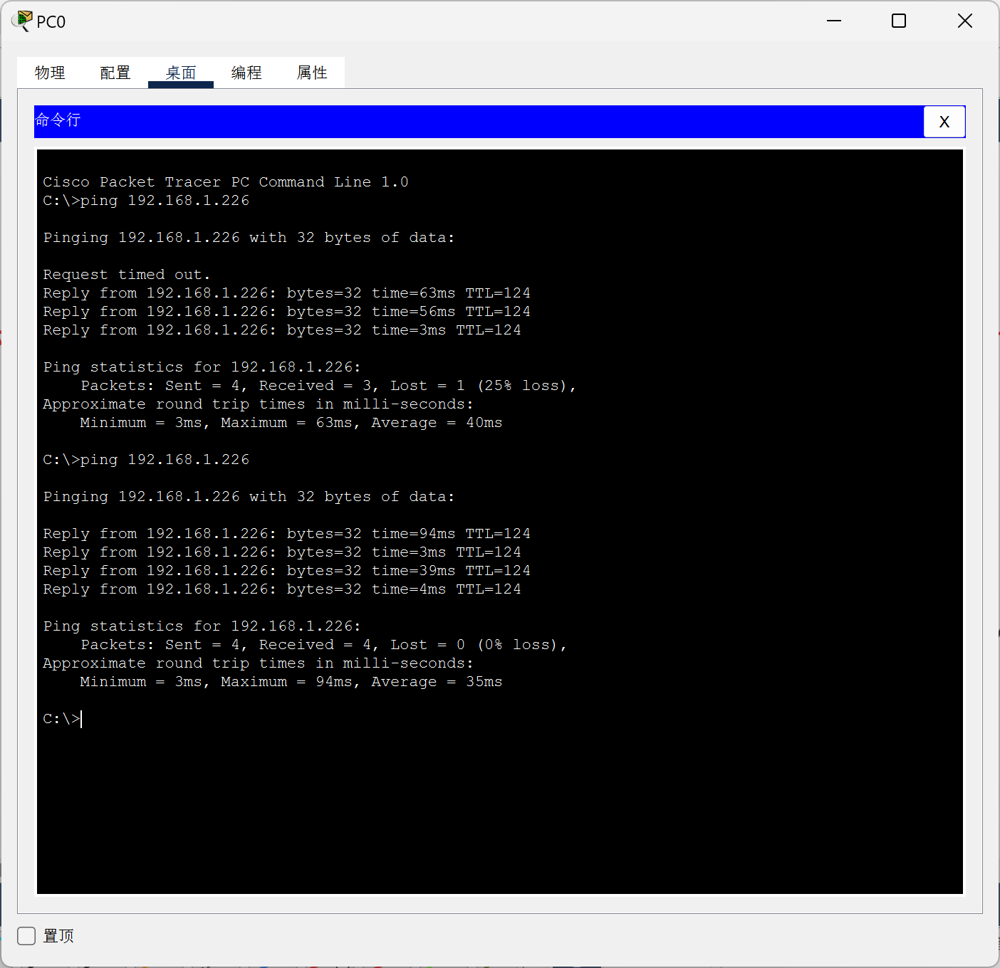 PC0
物理 配置 桌面 编程 属性
命令行 X
Cisco Packet Tracer PC Command Line 1.0
C:\>ping 192.168.1.226
Pinging 192.168.1.226 with 32 bytes of data:
Request timed out.
Reply from 192.168.1.226: bytes=32 time=63ms TTL=124
Reply from 192.168.1.226: bytes=32 time=56ms TTL=124
Reply from 192.168.1.226: bytes=32 time=3ms TTL=124
Ping statistics for 192.168.1.226:
    Packets: Sent = 4, Received = 3, Lost = 1 (25% loss),
Approximate round trip times in milli-seconds:
    Minimum = 3ms, Maximum = 63ms, Average = 40ms
C:\>ping 192.168.1.226
Pinging 192.168.1.226 with 32 bytes of data:
Reply from 192.168.1.226: bytes=32 time=94ms TTL=124
Reply from 192.168.1.226: bytes=32 time=3ms TTL=124
Reply from 192.168.1.226: bytes=32 time=39ms TTL=124
Reply from 192.168.1.226: bytes=32 time=4ms TTL=124
Ping statistics for 192.168.1.226:
    Packets: Sent = 4, Received = 4, Lost = 0 (0% loss),
Approximate round trip times in milli-seconds:
    Minimum = 3ms, Maximum = 94ms, Average = 35ms
C:\>
置顶